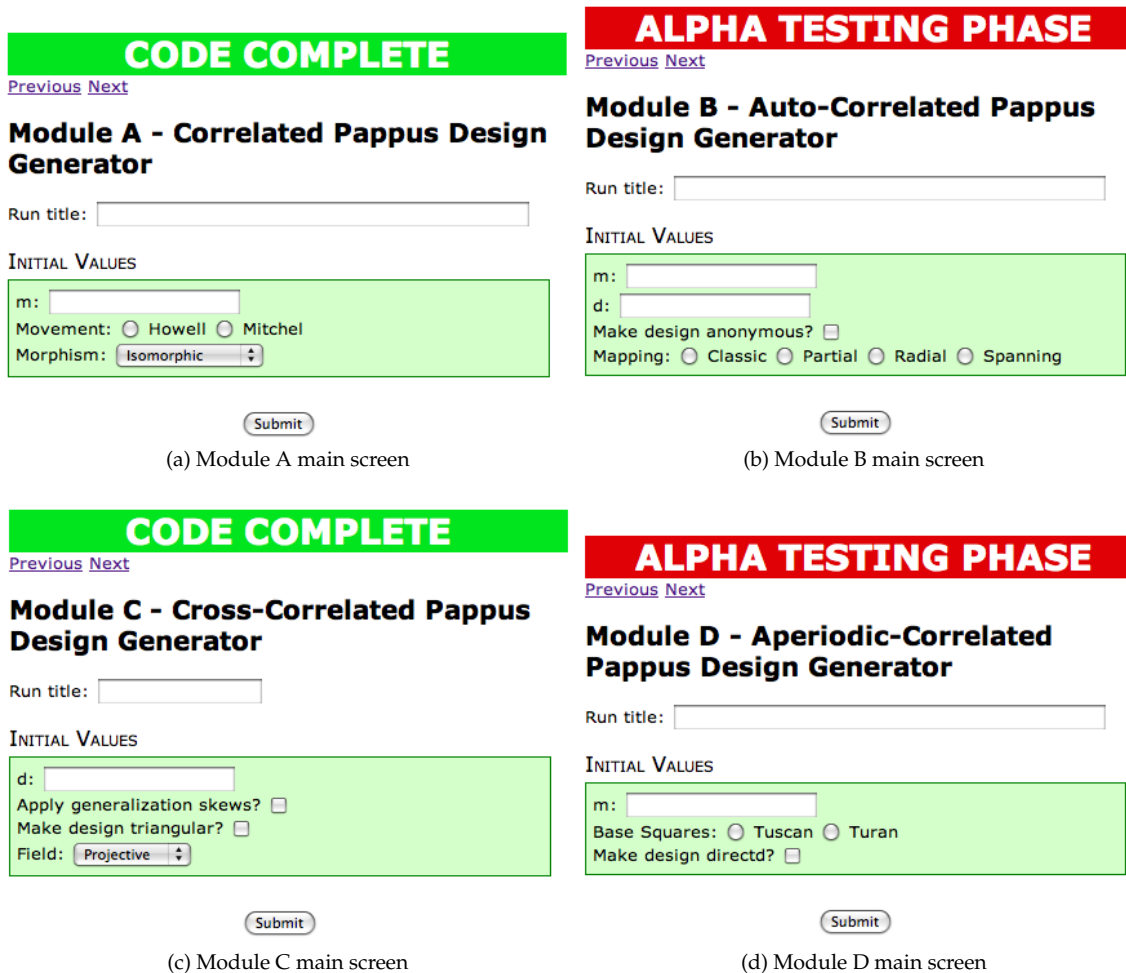 CODE COMPLETE
Previous Next
Module A - Correlated Pappus Design
Generator
Run title:
INITIAL VALUES
m:
Movement: Howell Mitchel
Morphism: Isomorphic
Submit
(a) Module A main screen
ALPHA TESTING PHASE
Previous Next
Module B - Auto-Correlated Pappus
Design Generator
Run title:
INITIAL VALUES
m:
d:
Make design anonymous?
Mapping: Classic Partial Radial Spanning
Submit
(b) Module B main screen
CODE COMPLETE
Previous Next
Module C - Cross-Correlated Pappus
Design Generator
Run title:
INITIAL VALUES
d:
Apply generalization skews?
Make design triangular?
Field: Projective
Submit
(c) Module C main screen
ALPHA TESTING PHASE
Previous Next
Module D - Aperiodic-Correlated
Pappus Design Generator
Run title:
INITIAL VALUES
m:
Base Squares: Tuscan Turan
Make design directd?
Submit
(d) Module D main screen